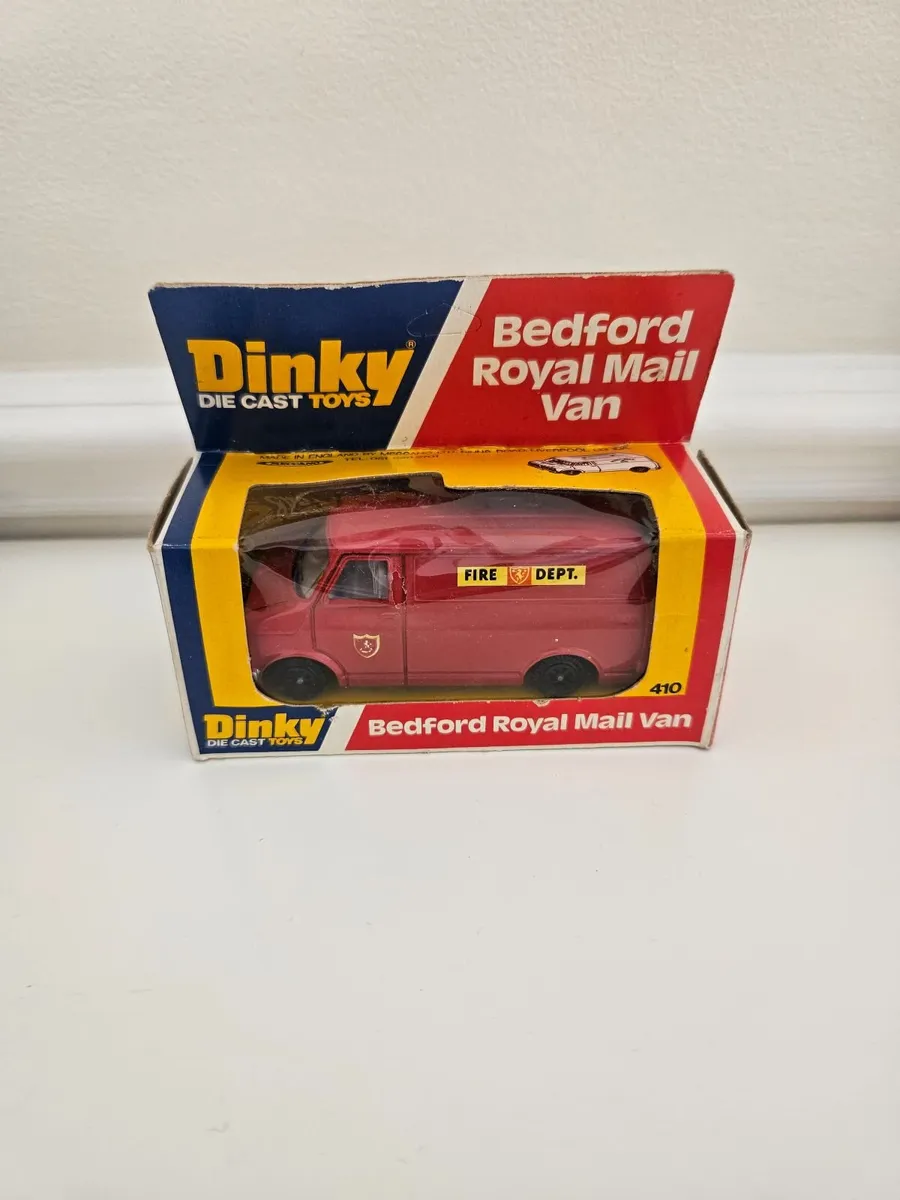 Dinky®
DIE CAST TOYS
Bedford
Royal Mail
Van
MADE IN ENGLAND BY
FIRE DEPT.
410
Dinky
DIE CAST TOYS
Bedford Royal Mail Van